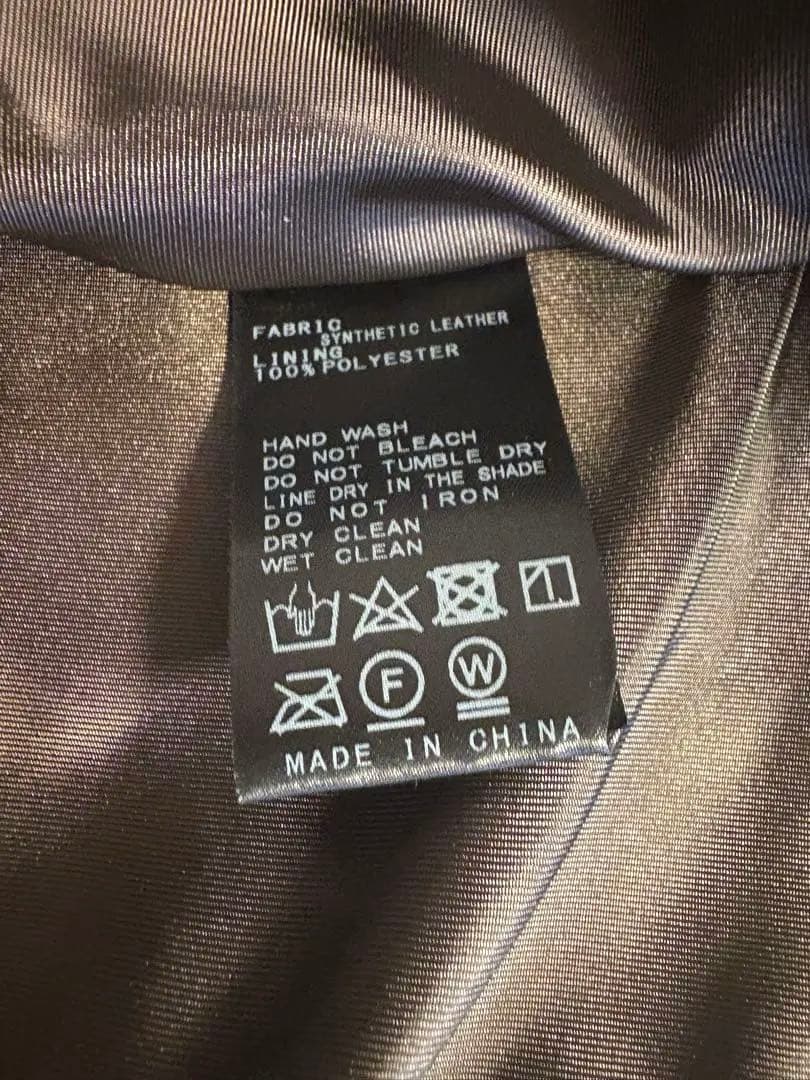 FABRIC
SYNTHETIC LEATHER
LINING
100% POLYESTER
HAND WASH
DO NOT BLEACH
DO NOT TUMBLE DRY
LINE DRY IN THE SHADE
DO NOT IRON
DRY CLEAN
WET CLEAN
F W
MADE IN CHINA